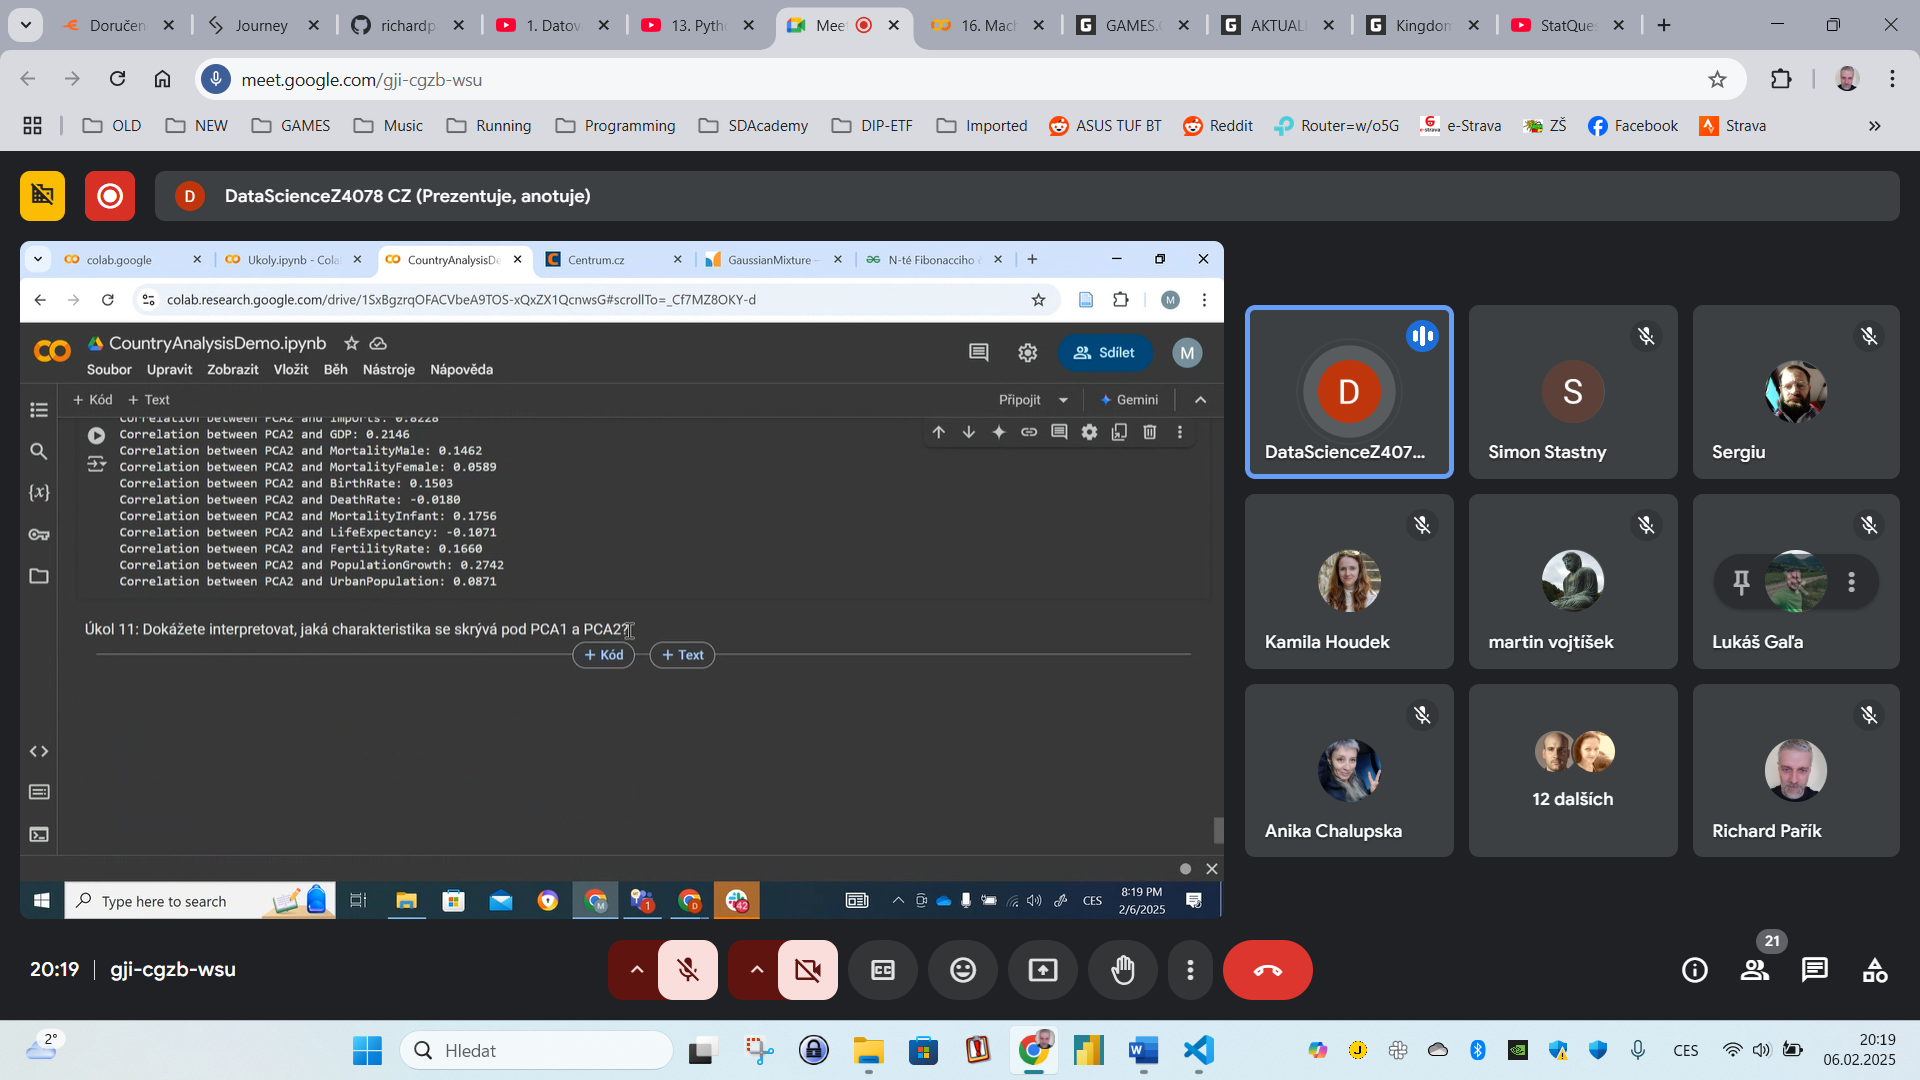 Doručen
Journey
richardp
1. Datov
13. Pyth
Meet
16. Mach
GAMES.
AKTUAL
Kingdom
StatQues
meet.google.com/gji-cgzb-wsu
OLD
NEW
GAMES
Music
Running
Programming
SDAcademy
DIP-ETF
Imported
ASUS TUF BT
Reddit
Router=w/o5G
e-Strava
ZŠ
Facebook
Strava
D
DataScienceZ4078 CZ (Prezentuje, anotuje)
colab.google
Ukoly.ipynb - Cola
CountryAnalysisDe
Centrum.cz
GaussianMixture –
N-té Fibonacciho
colab.research.google.com/drive/1SxBgzrqOFACVbeA9TOS-xQxZX1QcnwsG#scrollTo=_Cf7MZ8OKY-d
M
CountryAnalysisDemo.ipynb
Sdílet
M
Soubor Upravit Zobrazit Vložit Běh Nástroje Nápověda
+ Kód + Text
Připojit
Gemini
Correlation between PCA2 and Imports: 0.8228
Correlation between PCA2 and GDP: 0.2146
Correlation between PCA2 and MortalityMale: 0.1462
Correlation between PCA2 and MortalityFemale: 0.0589
Correlation between PCA2 and BirthRate: 0.1503
Correlation between PCA2 and DeathRate: -0.0180
Correlation between PCA2 and MortalityInfant: 0.1756
Correlation between PCA2 and LifeExpectancy: -0.1071
Correlation between PCA2 and FertilityRate: 0.1660
Correlation between PCA2 and PopulationGrowth: 0.2742
Correlation between PCA2 and UrbanPopulation: 0.0871
Úkol 11: Dokážete interpretovat, jaká charakteristika se skrývá pod PCA1 a PCA2?
+ Kód
+ Text
Type here to search
CES
8:19 PM
2/6/2025
D
DataScienceZ407...
S
Simon Stastny
Sergiu
Kamila Houdek
martin vojtíšek
Lukáš Gaľa
Anika Chalupska
12 dalších
Richard Pařík
20:19
gji-cgzb-wsu
21
2°
Hledat
CES
20:19
06.02.2025